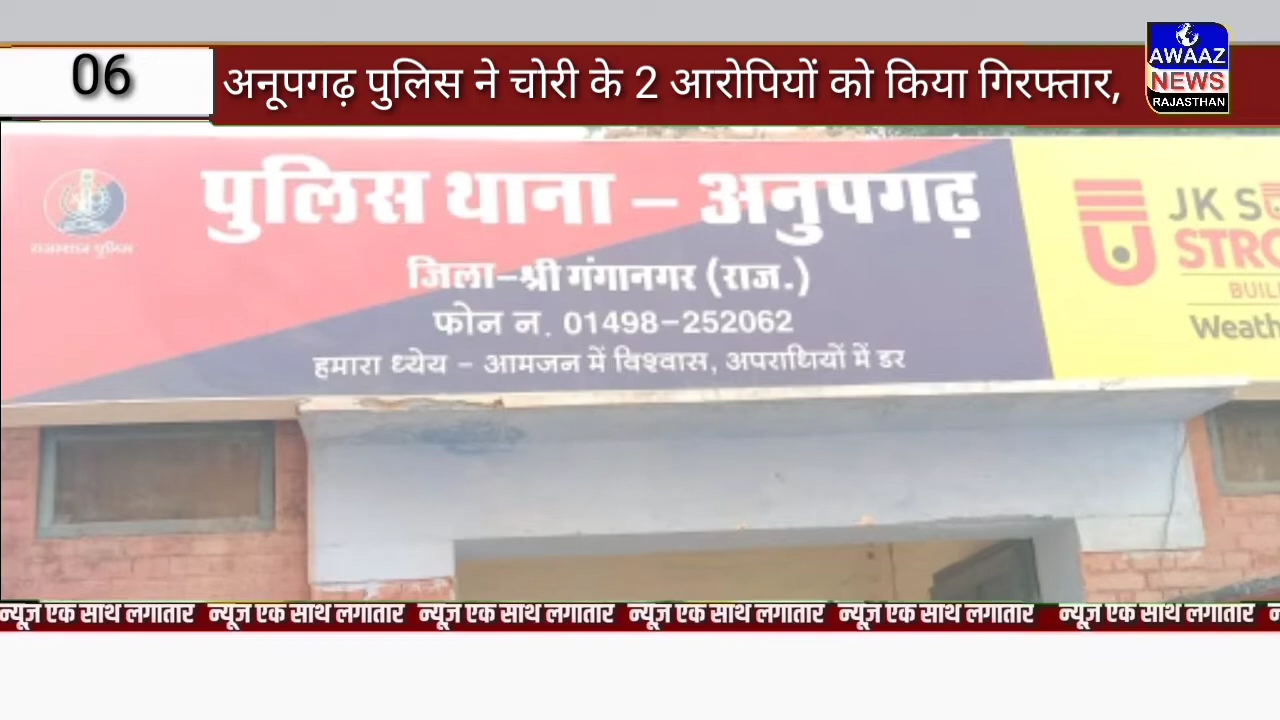 06
अनूपगढ़ पुलिस ने चोरी के 2 आरोपियों को किया गिरफ्तार,
AWAAZ
NEWS
RAJASTHAN
पुलिस थाना – अनुपगढ़
जिला–श्री गंगानगर (राज.)
फोन न. 01498–252062
हमारा ध्येय – आमजन में विश्वास, अपराधियों में डर
राजस्थान पुलिस
JK
STRO
BUIL
Weath
न्यूज़ एक साथ लगातार न्यूज़ एक साथ लगातार न्यूज़ एक साथ लगातार न्यूज़ एक साथ लगातार न्यूज़ एक साथ लगातार न्यूज़ एक साथ लगातार